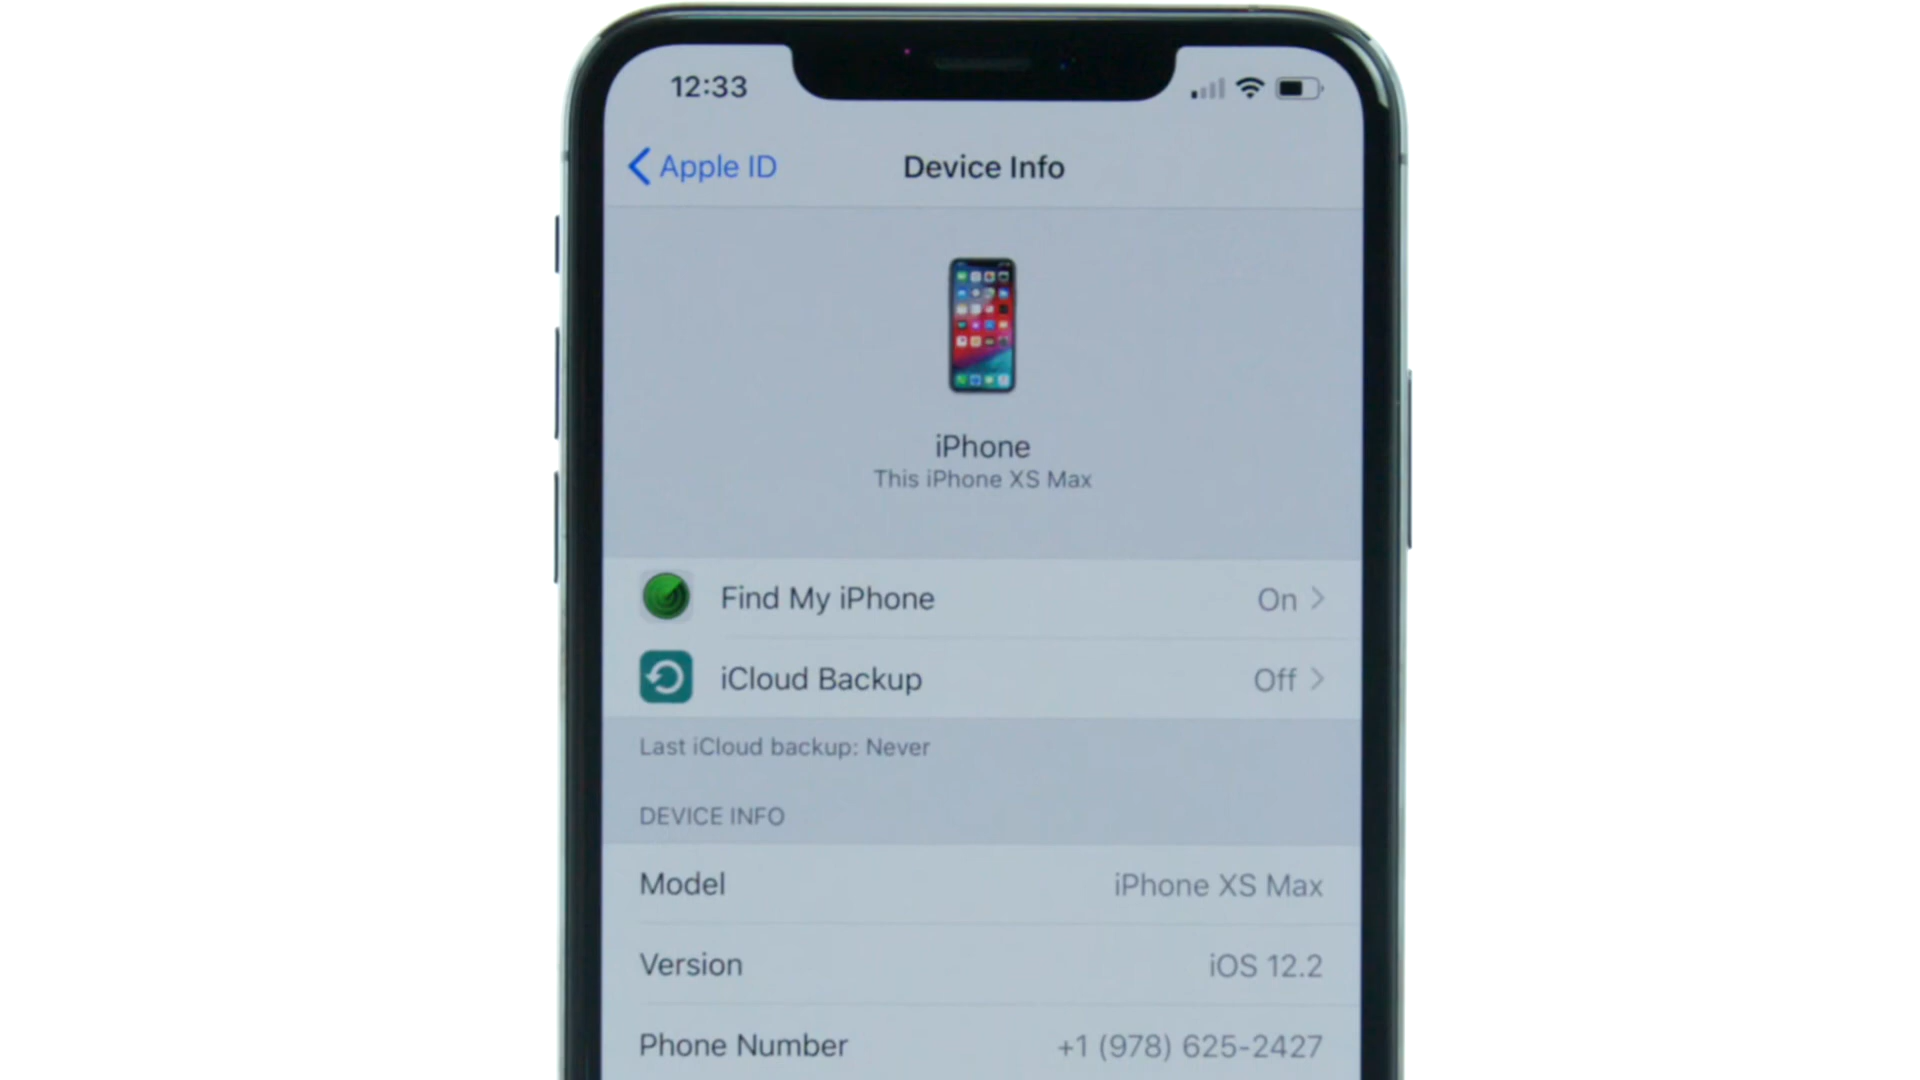 12:33
Apple ID
Device Info
iPhone
This iPhone XS Max
Find My iPhone On
iCloud Backup Off
Last iCloud backup: Never
DEVICE INFO
Model iPhone XS Max
Version iOS 12.2
Phone Number +1 (978) 625-2427